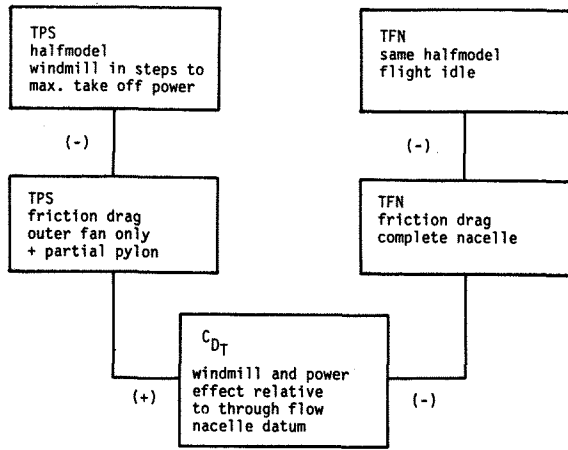 TPS
halfmodel
windmill in steps to
max. take off power
TFN
same halfmodel
flight idle
(-)
(-)
TPS
friction drag
outer fan only
+ partial pylon
TFN
friction drag
complete nacelle
C_{D_T}
windmill and power
effect relative
to through flow
nacelle datum
(+)
(-)